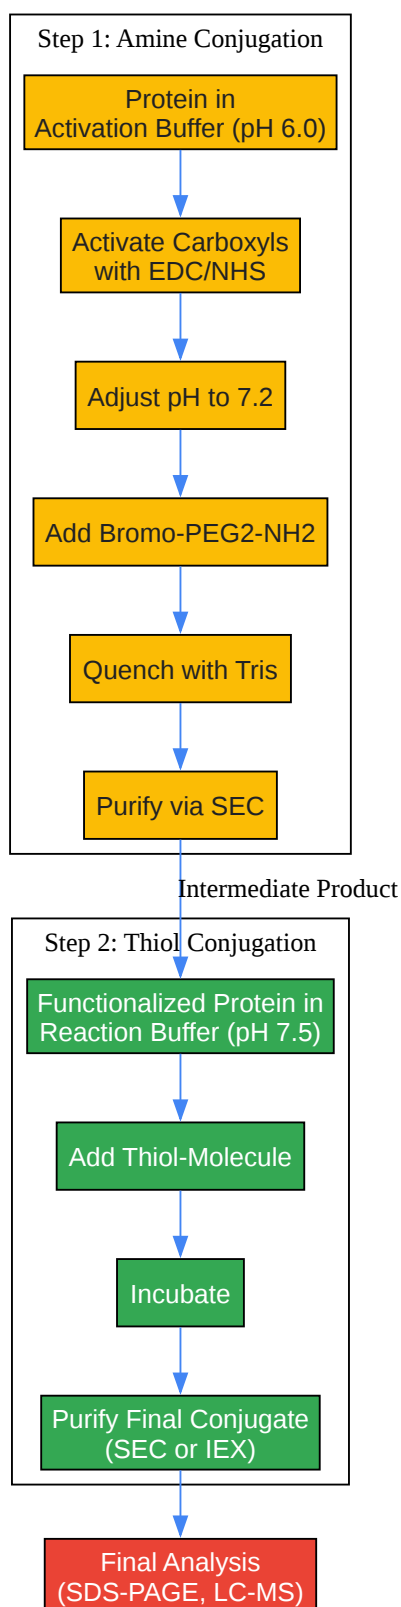 Step 1: Amine Conjugation
Protein in
Activation Buffer (pH 6.0)
Activate Carboxyls
with EDC/NHS
Adjust pH to 7.2
Add Bromo-PEG2-NH2
Quench with Tris
Purify via SEC
Intermediate Product
Step 2: Thiol Conjugation
Functionalized Protein in
Reaction Buffer (pH 7.5)
Add Thiol-Molecule
Incubate
Purify Final Conjugate
(SEC or IEX)
Final Analysis
(SDS-PAGE, LC-MS)